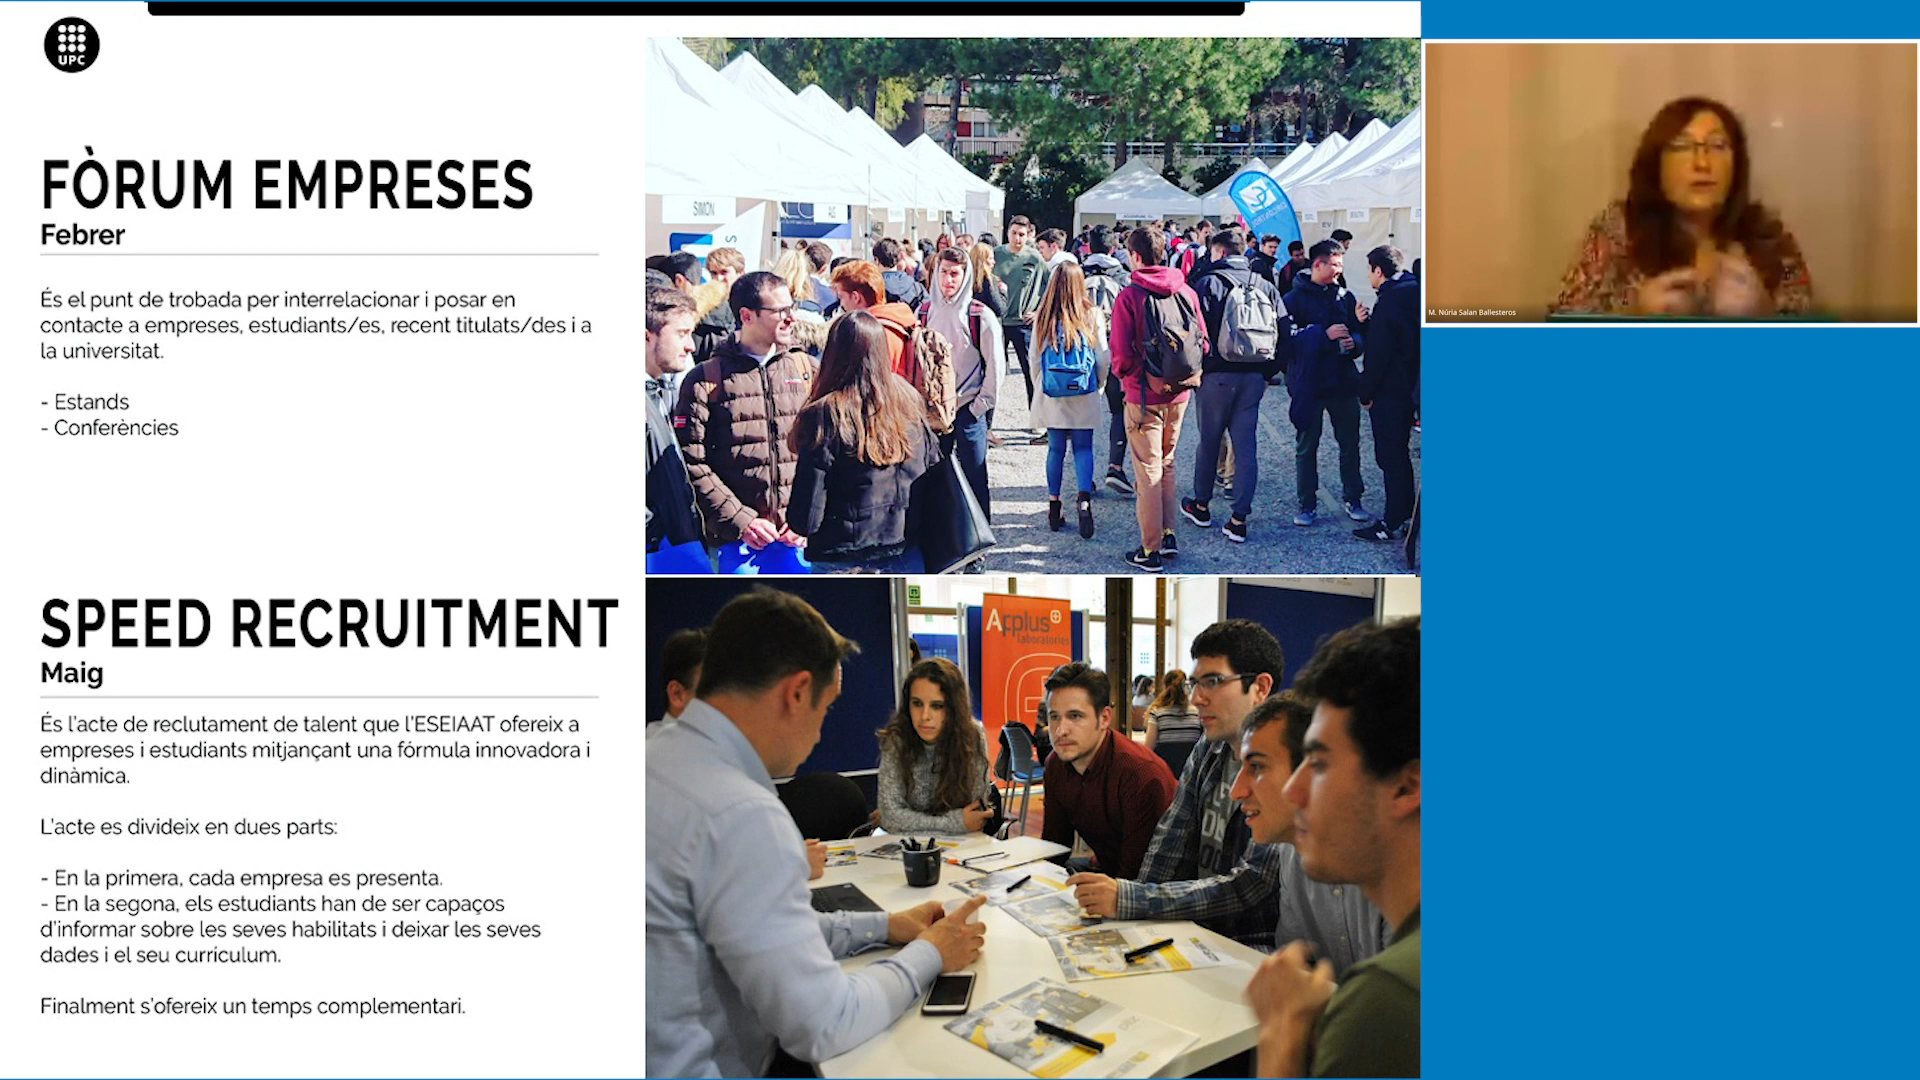 UPC
FÒRUM EMPRESES
Febrer
És el punt de trobada per interrelacionar i posar en
contacte a empreses, estudiants/es, recent titulats/des i a
la universitat.
- Estands
- Conferències
SIMON
SPEED RECRUITMENT
Maig
És l'acte de reclutament de talent que l'ESEIAAT ofereix a
empreses i estudiants mitjançant una fórmula innovadora i
dinàmica.
L'acte es divideix en dues parts:
- En la primera, cada empresa es presenta.
- En la segona, els estudiants han de ser capaços
d'informar sobre les seves habilitats i deixar les seves
dades i el seu curriculum.
Finalment s'ofereix un temps complementari.
Applus+
laboratories
M. Núria Salan Ballesteros